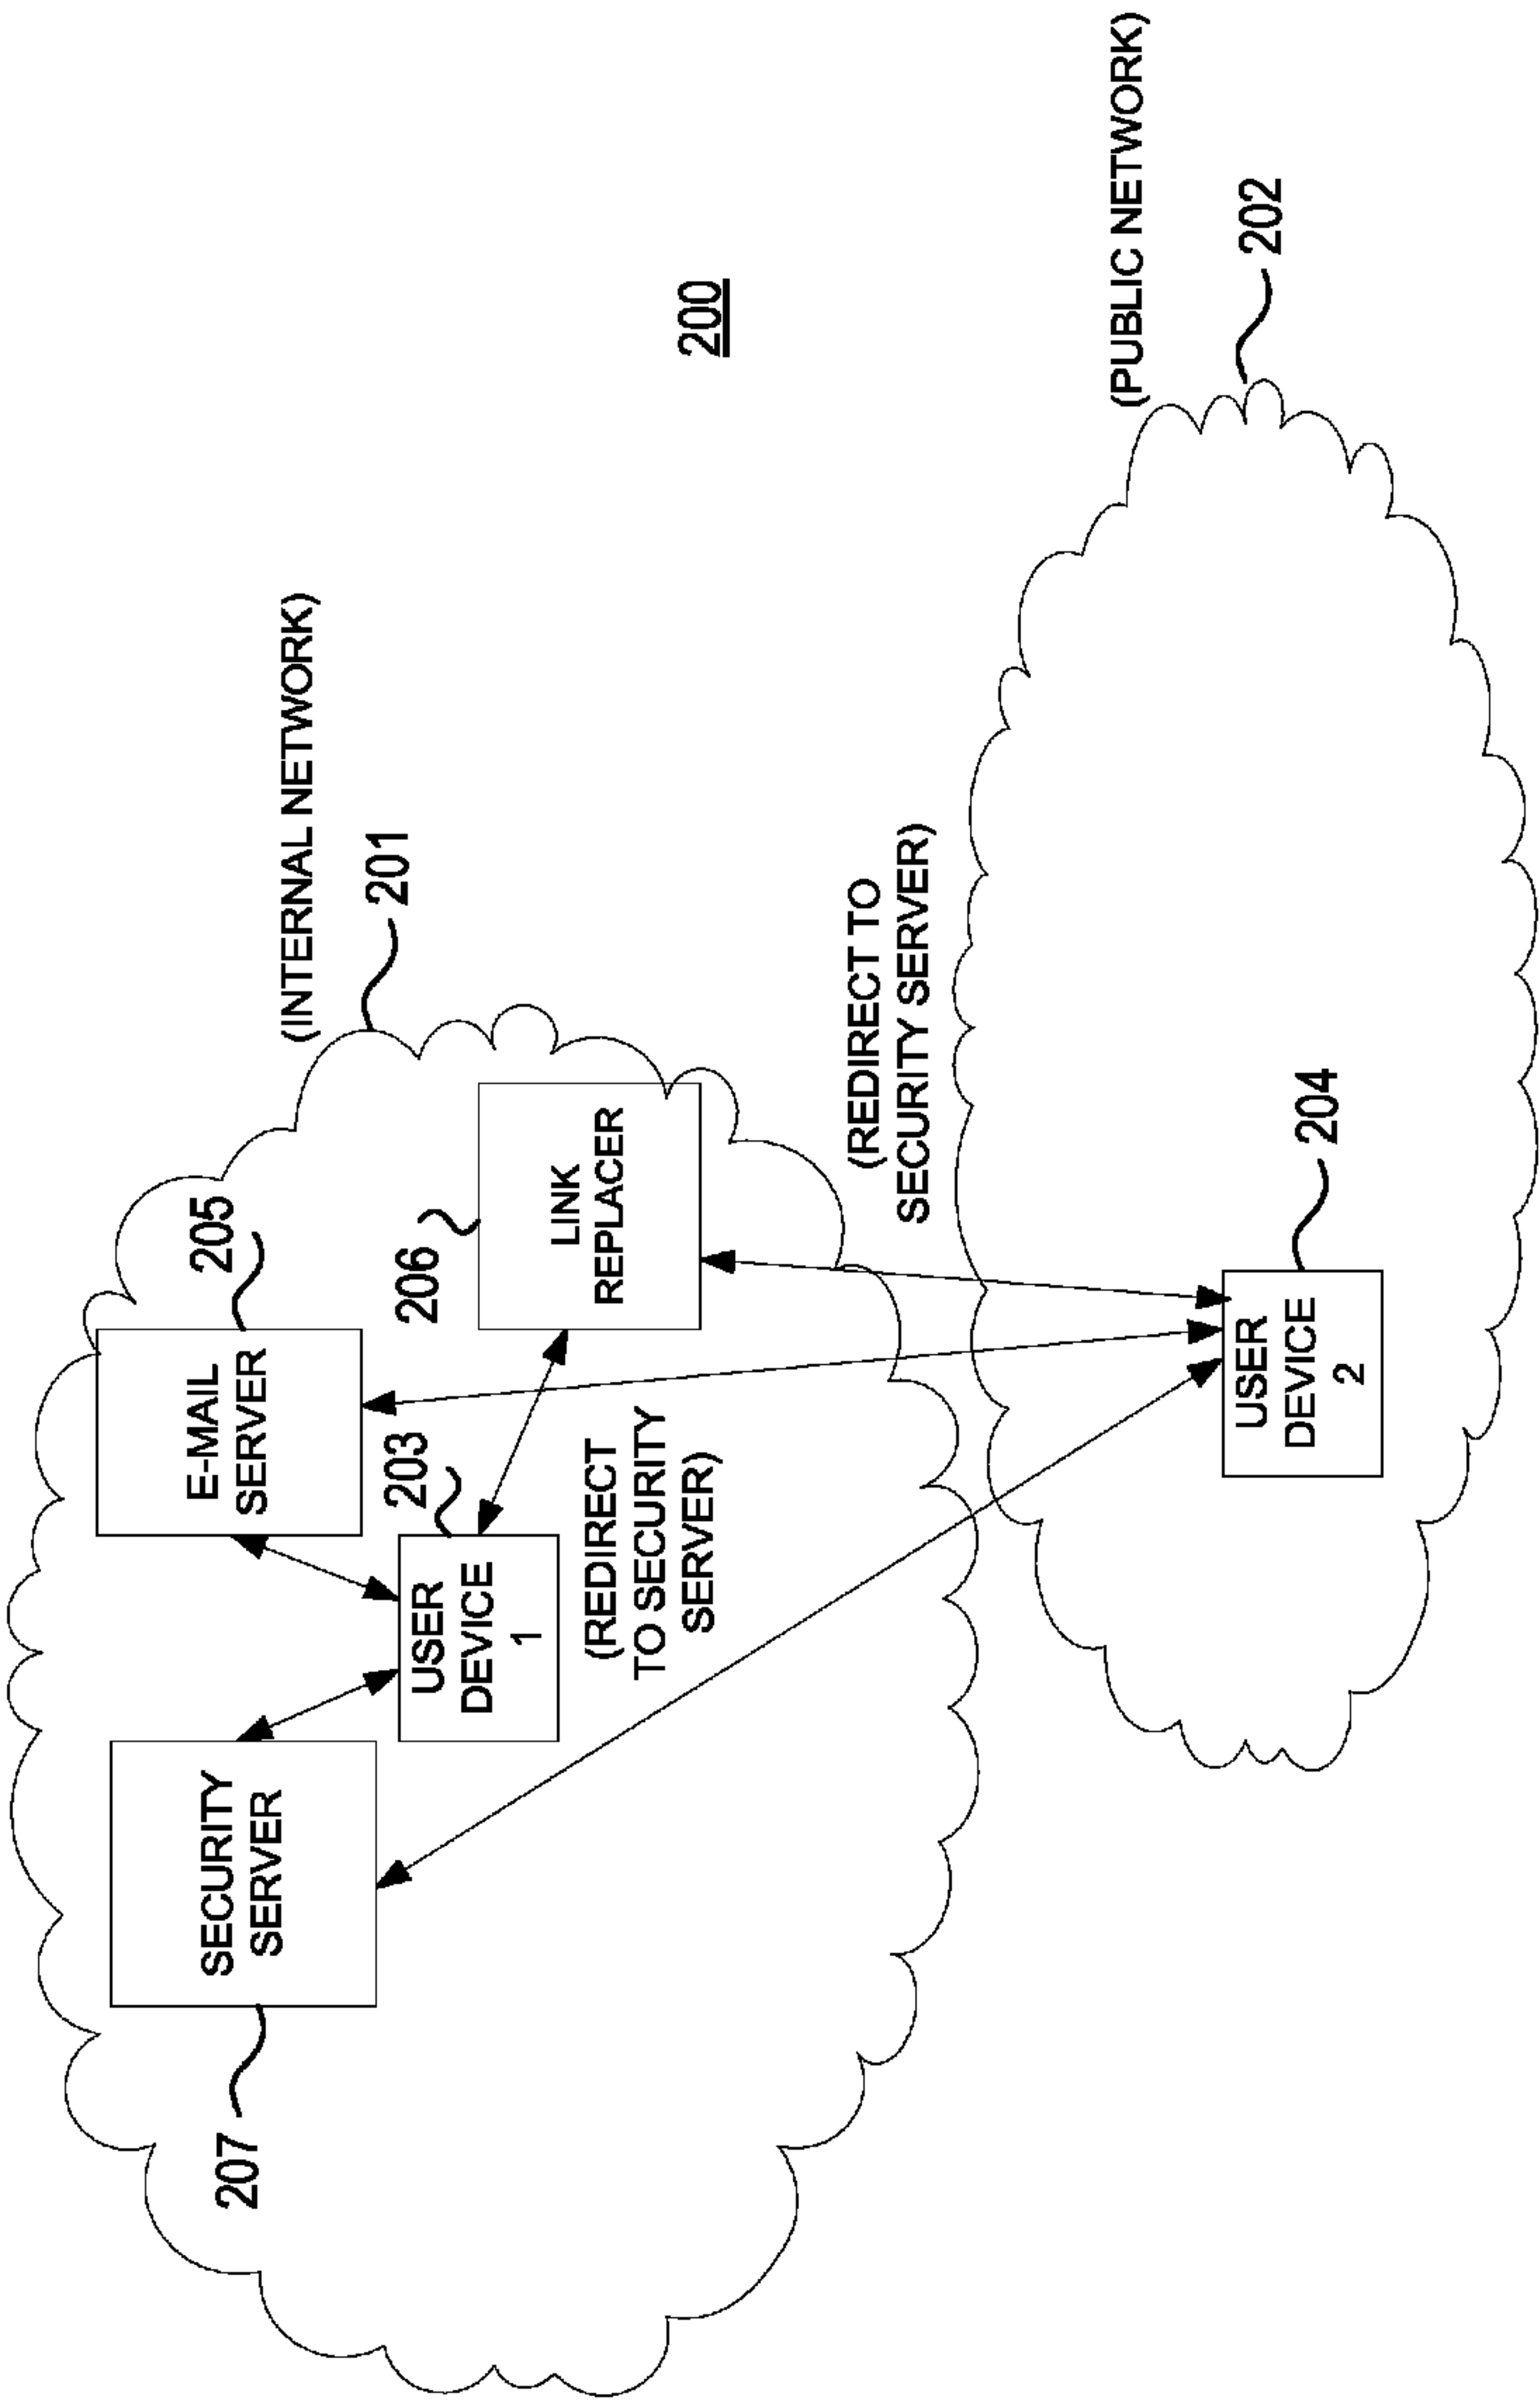 (INTERNAL NETWORK)
201
207
SECURITY
SERVER
205
E-MAIL
SERVER
203
USER
DEVICE
1
206
LINK
REPLACER
(REDIRECT
TO SECURITY
SERVER)
200
(REDIRECT TO
SECURITY SERVER)
(PUBLIC NETWORK)
202
204
USER
DEVICE
2